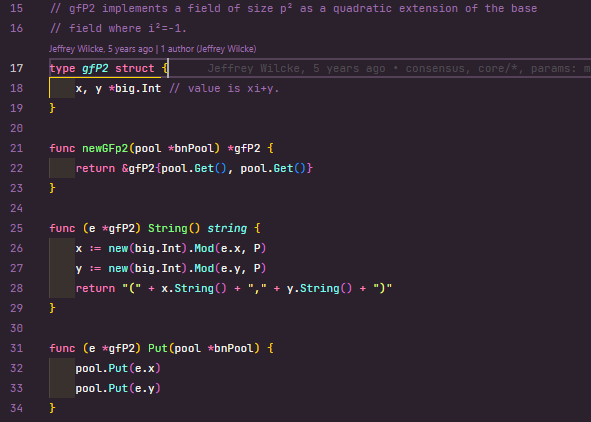 15 // gfP2 implements a field of size p² as a quadratic extension of the base
16 // field where i²=-1.
Jeffrey Wilcke, 5 years ago | 1 author (Jeffrey Wilcke)
17 type gfP2 struct { Jeffrey Wilcke, 5 years ago • consensus, core/*, params: m
18 x, y *big.Int // value is xi+y.
19 }
20
21 func newGFp2(pool *bnPool) *gfP2 {
22 return &gfP2{pool.Get(), pool.Get()}
23 }
24
25 func (e *gfP2) String() string {
26 x := new(big.Int).Mod(e.x, P)
27 y := new(big.Int).Mod(e.y, P)
28 return "(" + x.String() + "," + y.String() + ")"
29 }
30
31 func (e *gfP2) Put(pool *bnPool) {
32 pool.Put(e.x)
33 pool.Put(e.y)
34 }